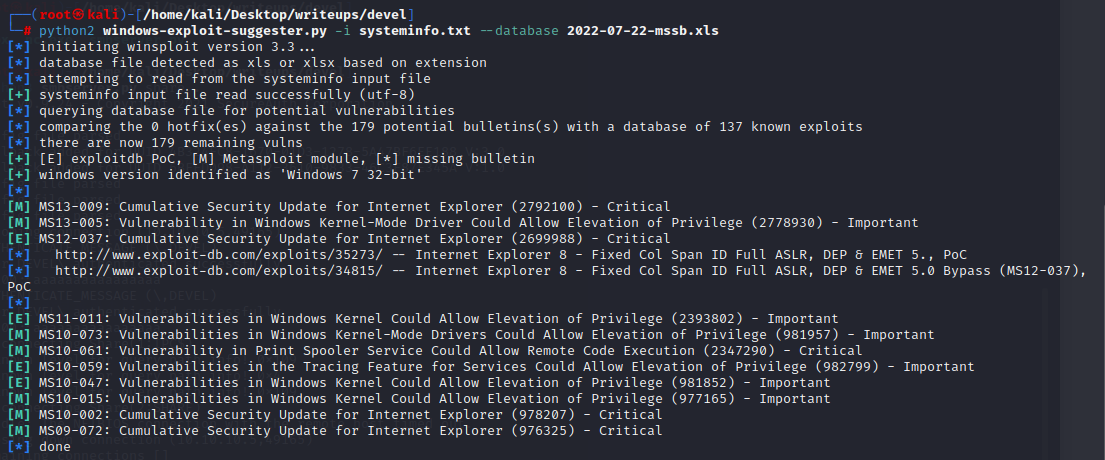 ┌──(root㉿kali)-[/home/kali/Desktop/writeups/devel]
└─# python2 windows-exploit-suggester.py -i systeminfo.txt --database 2022-07-22-mssb.xls
[*] initiating winsploit version 3.3...
[*] database file detected as xls or xlsx based on extension
[*] attempting to read from the systeminfo input file
[+] systeminfo input file read successfully (utf-8)
[*] querying database file for potential vulnerabilities
[*] comparing the 0 hotfix(es) against the 179 potential bulletins(s) with a database of 137 known exploits
[*] there are now 179 remaining vulns
[+] [E] exploitdb PoC, [M] Metasploit module, [*] missing bulletin
[+] windows version identified as 'Windows 7 32-bit'
[*]
[M] MS13-009: Cumulative Security Update for Internet Explorer (2792100) - Critical
[M] MS13-005: Vulnerability in Windows Kernel-Mode Driver Could Allow Elevation of Privilege (2778930) - Important
[E] MS12-037: Cumulative Security Update for Internet Explorer (2699988) - Critical
[*]   http://www.exploit-db.com/exploits/35273/ -- Internet Explorer 8 - Fixed Col Span ID Full ASLR, DEP & EMET 5., PoC
[*]   http://www.exploit-db.com/exploits/34815/ -- Internet Explorer 8 - Fixed Col Span ID Full ASLR, DEP & EMET 5.0 Bypass (MS12-037),
PoC
[*]
[E] MS11-011: Vulnerabilities in Windows Kernel Could Allow Elevation of Privilege (2393802) - Important
[M] MS10-073: Vulnerabilities in Windows Kernel-Mode Drivers Could Allow Elevation of Privilege (981957) - Important
[M] MS10-061: Vulnerability in Print Spooler Service Could Allow Remote Code Execution (2347290) - Critical
[E] MS10-059: Vulnerabilities in the Tracing Feature for Services Could Allow Elevation of Privilege (982799) - Important
[E] MS10-047: Vulnerabilities in Windows Kernel Could Allow Elevation of Privilege (981852) - Important
[M] MS10-015: Vulnerabilities in Windows Kernel Could Allow Elevation of Privilege (977165) - Important
[M] MS10-002: Cumulative Security Update for Internet Explorer (978207) - Critical
[M] MS09-072: Cumulative Security Update for Internet Explorer (976325) - Critical
[*] done